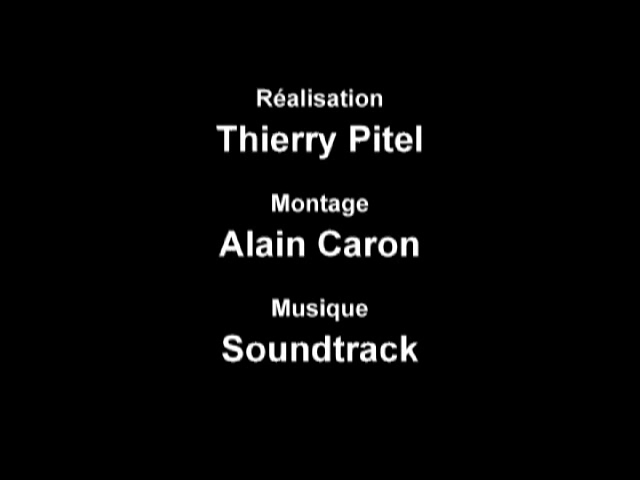 Réalisation
Thierry Pitel
Montage
Alain Caron
Musique
Soundtrack